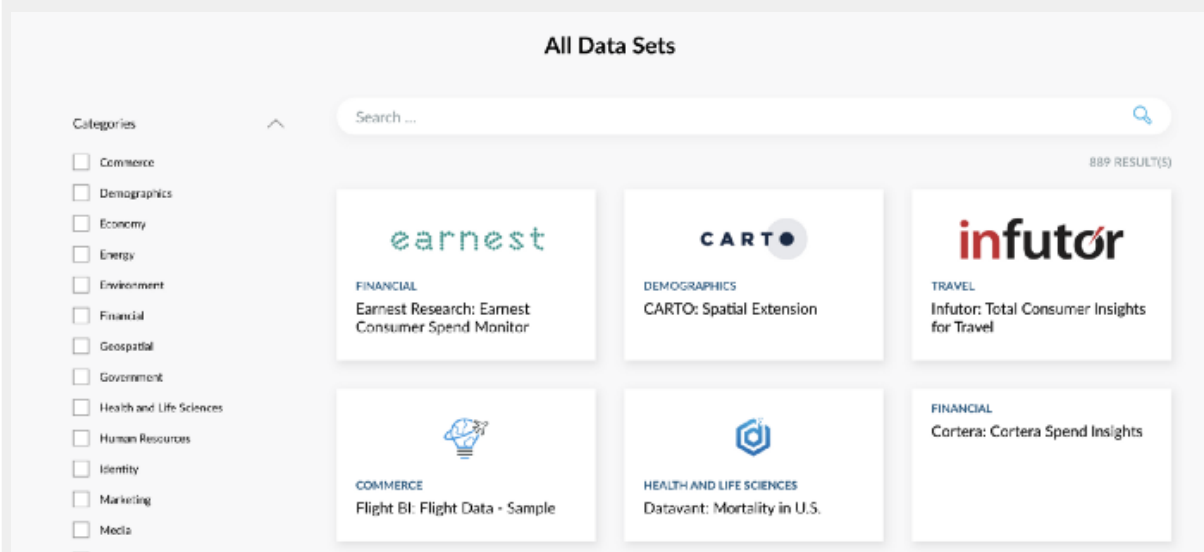 All Data Sets
Categories
Commerce
Demographics
Economy
Energy
Environment
Financial
Geospatial
Government
Health and Life Sciences
Human Resources
Identity
Marketing
Media
Search ...
889 RESULT(S)
earnest
FINANCIAL
Earnest Research: Earnest
Consumer Spend Monitor
CARTO
DEMOGRAPHICS
CARTO: Spatial Extension
infutor
TRAVEL
Infutor: Total Consumer Insights
for Travel
COMMERCE
Flight BI: Flight Data - Sample
d
HEALTH AND LIFE SCIENCES
Datavant: Mortality in U.S.
FINANCIAL
Cortera: Cortera Spend Insights